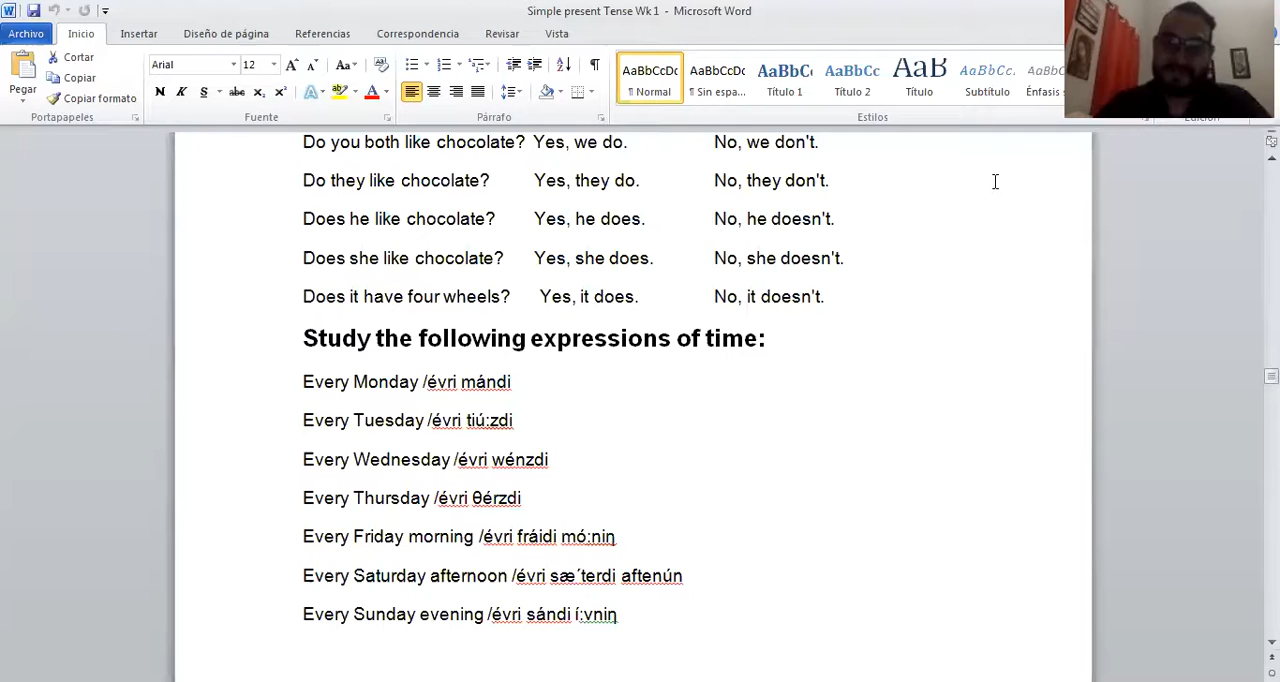 Simple present Tense Wk 1 - Microsoft Word
Archivo Inicio Insertar Diseño de página Referencias Correspondencia Revisar Vista
Pegar
Cortar
Copiar
Copiar formato
Portapapeles
Arial 12
N K S abc x₂ x²
Fuente
Párrafo
AaBbCcDc ¶ Normal
AaBbCcDc ¶ Sin espa...
AaBbC Título 1
AaBbCc Título 2
AaB Título
AaBbCc. Subtítulo
AaBbCc Énfasis
Estilos
Do you both like chocolate? Yes, we do. No, we don't.
Do they like chocolate? Yes, they do. No, they don't.
Does he like chocolate? Yes, he does. No, he doesn't.
Does she like chocolate? Yes, she does. No, she doesn't.
Does it have four wheels? Yes, it does. No, it doesn't.
Study the following expressions of time:
Every Monday /évri mándi
Every Tuesday /évri tiú:zdi
Every Wednesday /évri wénzdi
Every Thursday /évri θérzdi
Every Friday morning /évri fráidi mó:niŋ
Every Saturday afternoon /évri sæ´terdi aftenún
Every Sunday evening /évri sándi í:vniŋ